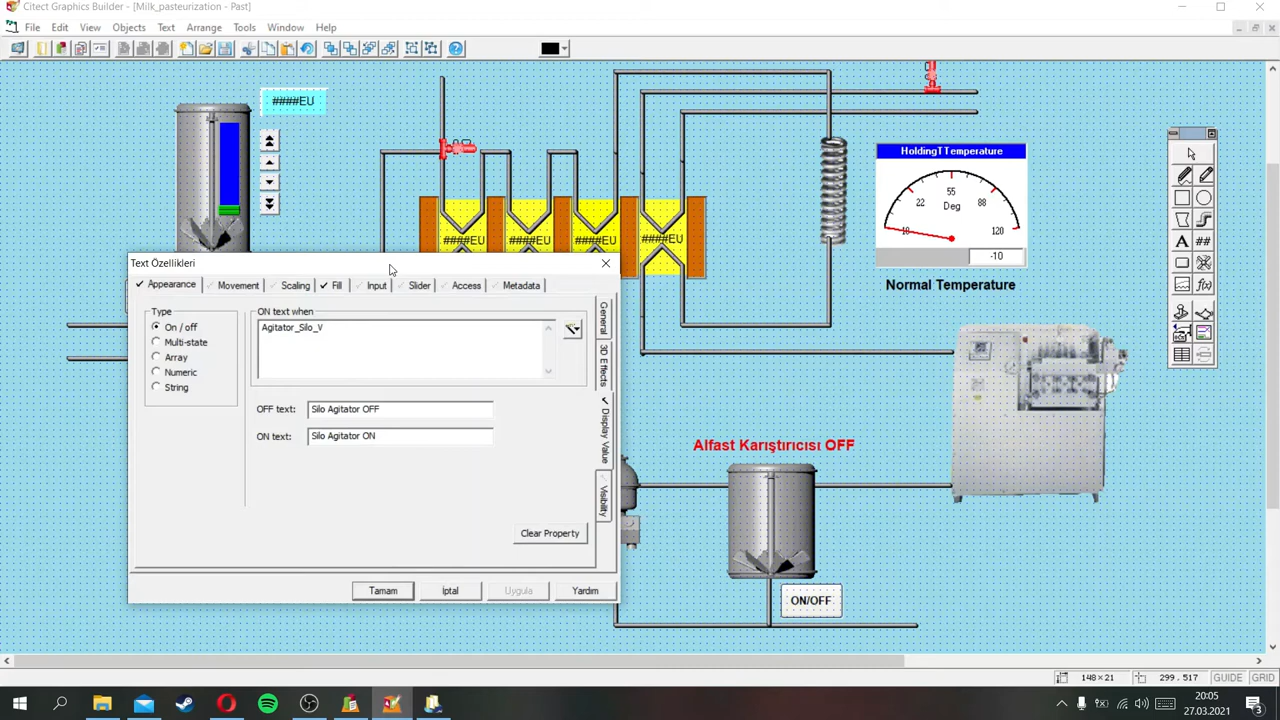 Citect Graphics Builder - [Milk_pasteurization - Past]
File Edit View Objects Text Arrange Tools Window Help
####EU
HoldingTTemperature
55
22 Deg 88
120
-10
####EU ####EU ####EU ####EU
Normal Temperature
Text Özellikleri
Appearance Movement Scaling Fill Input Slider Access Metadata
Type
On / off
Multi-state
Array
Numeric
String
ON text when
Agitator_Silo_V
OFF text: Silo Agitator OFF
ON text: Silo Agitator ON
General
3D Effects
Display Value
Visibility
Clear Property
Tamam İptal Uygula Yardım
Alfast Karıştırıcısı OFF
ON/OFF
148×21 299, 517 GUIDE GRID
20:05
27.03.2021
3